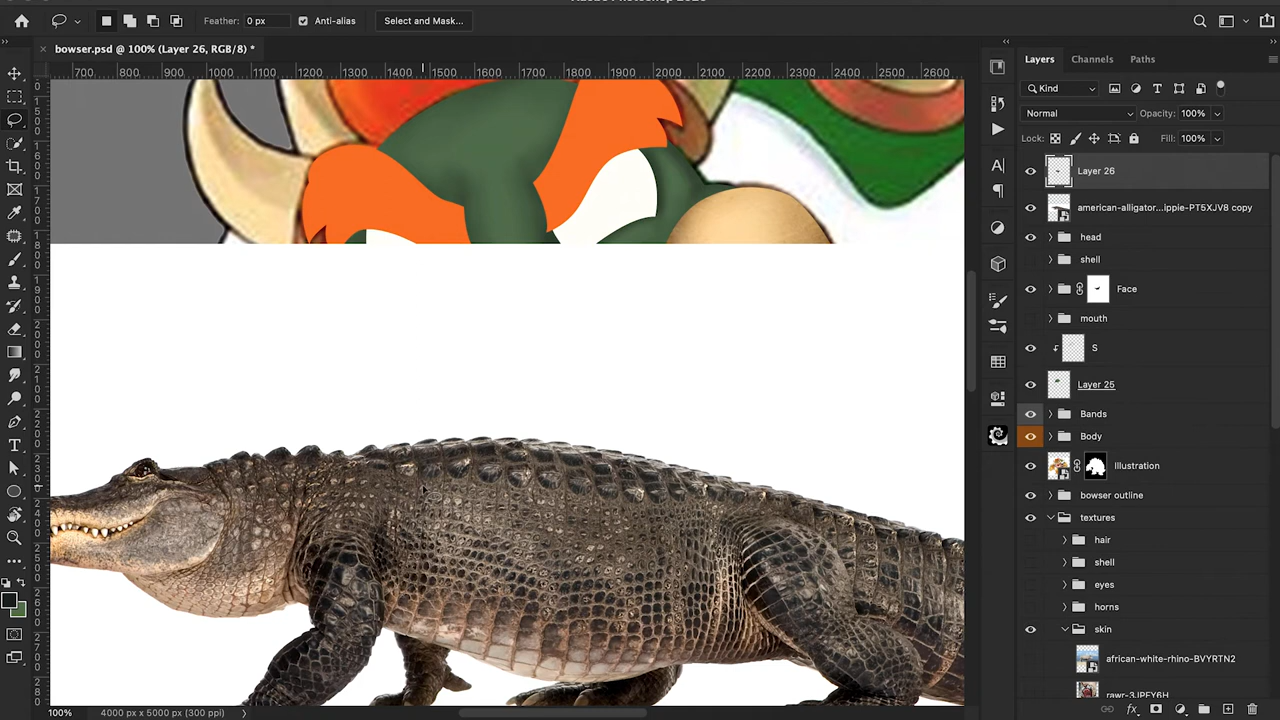 Feather: 0 px Anti-alias Select and Mask...
bowser.psd @ 100% (Layer 26, RGB/8) *
Layers Channels Paths
700 800 900 1000 1100 1200 1300 1400 1500 1600 1700 1800 1900 2000 2100 2200 2300 2400 2500 2600
Kind
Normal Opacity: 100%
Lock: Fill: 100%
Layer 26
american-alligator...ippie-PT5XJV8 copy
head
shell
Face
mouth
S
Layer 25
Bands
Body
Illustration
bowser outline
textures
hair
shell
eyes
horns
skin
african-white-rhino-BVYRTN2
rawr-3JPFY6H
100% 4000 px x 5000 px (300 ppi)